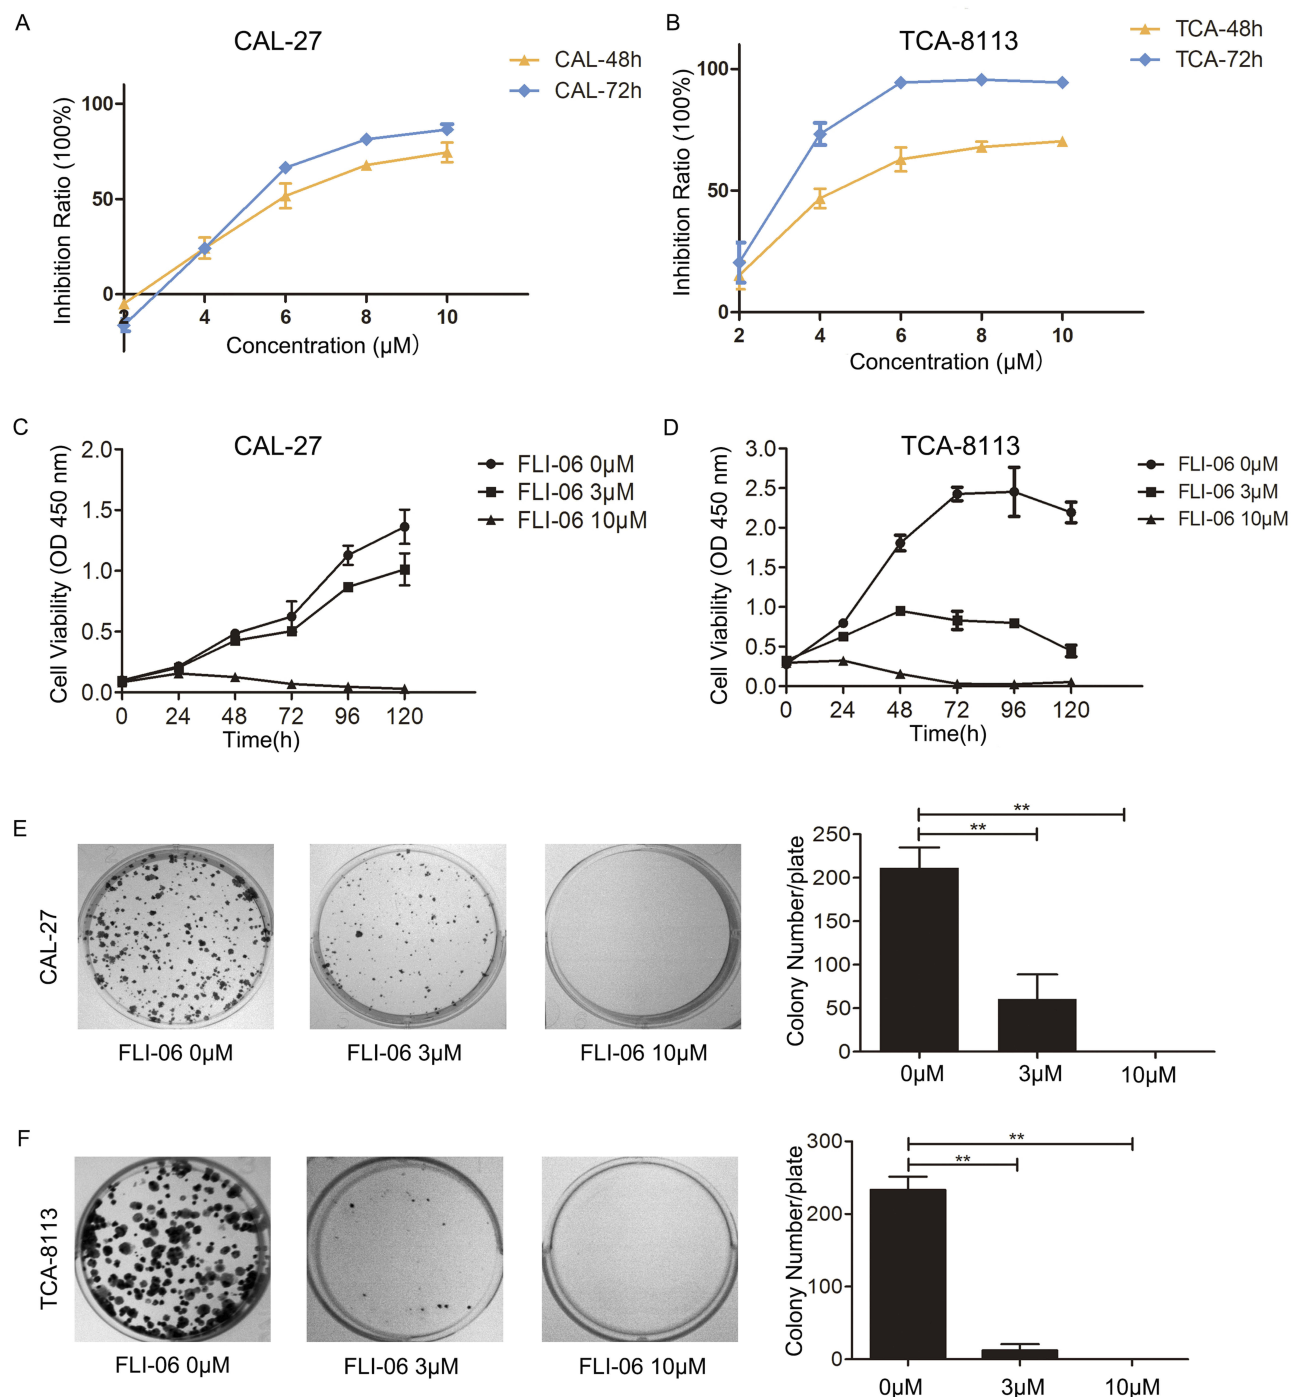 A
CAL-27
CAL-48h
CAL-72h
Inhibition Ratio (100%)
100
50
0
2
4
6
8
10
Concentration (μM)
B
TCA-8113
TCA-48h
TCA-72h
Inhibition Ratio (100%)
100
50
0
2
4
6
8
10
Concentration (μM)
C
CAL-27
FLI-06 0μM
FLI-06 3μM
FLI-06 10μM
Cell Viability (OD 450 nm)
2.0
1.5
1.0
0.5
0.0
0
24
48
72
96
120
Time(h)
D
TCA-8113
FLI-06 0μM
FLI-06 3μM
FLI-06 10μM
Cell Viability (OD 450 nm)
3.0
2.5
2.0
1.5
1.0
0.5
0.0
0
24
48
72
96
120
Time(h)
E
CAL-27
FLI-06 0μM
FLI-06 3μM
FLI-06 10μM
Colony Number/plate
250
200
150
100
50
0
**
**
0μM
3μM
10μM
F
TCA-8113
FLI-06 0μM
FLI-06 3μM
FLI-06 10μM
Colony Number/plate
300
200
100
0
**
**
0μM
3μM
10μM